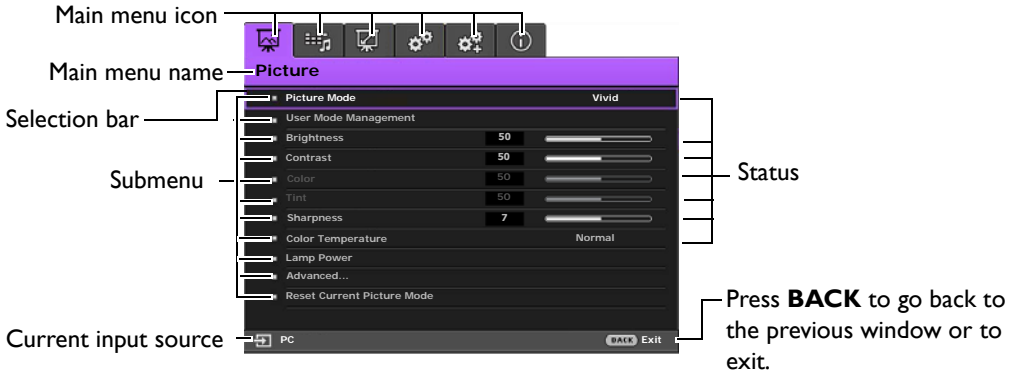 Main menu icon
Main menu name
Picture
Selection bar
Picture Mode Vivid
User Mode Management
Brightness 50
Contrast 50
Submenu
Color 50
Status
Tint 50
Sharpness 7
Color Temperature Normal
Lamp Power
Advanced...
Reset Current Picture Mode
Current input source
PC
BACK Exit
Press BACK to go back to
the previous window or to
exit.